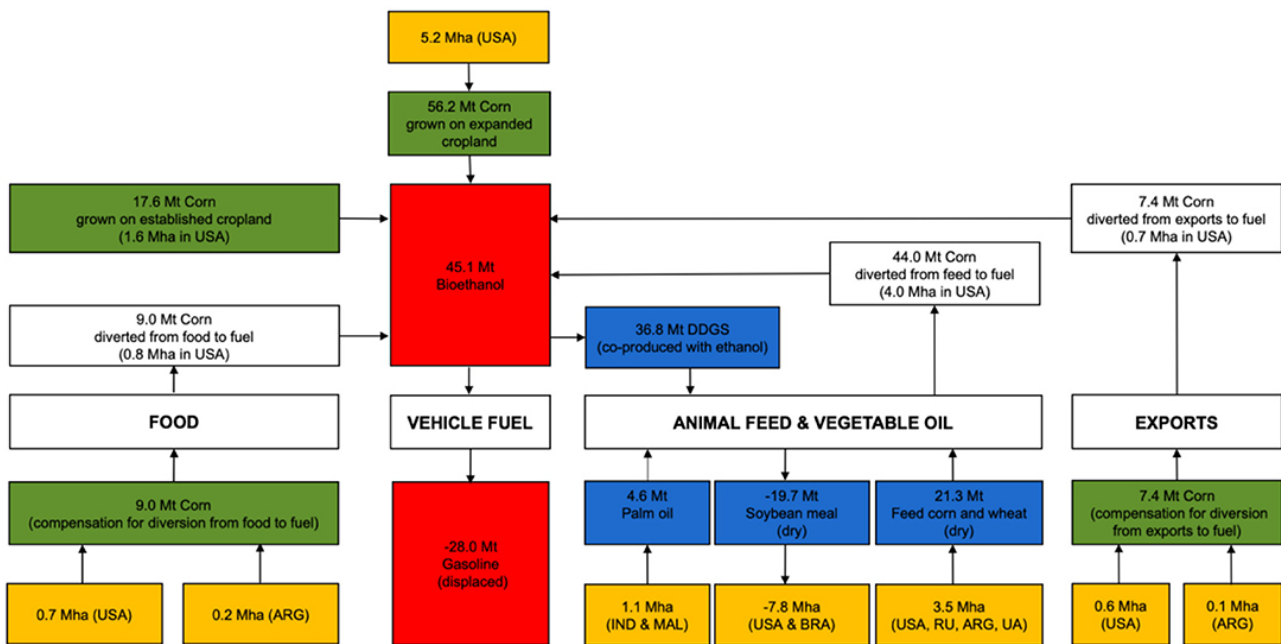 5.2 Mha (USA)
56.2 Mt Corn
grown on expanded
cropland
17.6 Mt Corn
grown on established cropland
(1.6 Mha in USA)
7.4 Mt Corn
diverted from exports to fuel
(0.7 Mha in USA)
45.1 Mt
Bioethanol
44.0 Mt Corn
diverted from feed to fuel
(4.0 Mha in USA)
9.0 Mt Corn
diverted from food to fuel
(0.8 Mha in USA)
36.8 Mt DDGS
(co-produced with ethanol)
FOOD
VEHICLE FUEL
ANIMAL FEED & VEGETABLE OIL
EXPORTS
9.0 Mt Corn
(compensation for diversion from food to fuel)
-28.0 Mt
Gasoline
(displaced)
4.6 Mt
Palm oil
-19.7 Mt
Soybean meal
(dry)
21.3 Mt
Feed corn and wheat
(dry)
7.4 Mt Corn
(compensation for diversion
from exports to fuel)
0.7 Mha (USA)
0.2 Mha (ARG)
1.1 Mha
(IND & MAL)
-7.8 Mha
(USA & BRA)
3.5 Mha
(USA, RU, ARG, UA)
0.6 Mha
(USA)
0.1 Mha
(ARG)